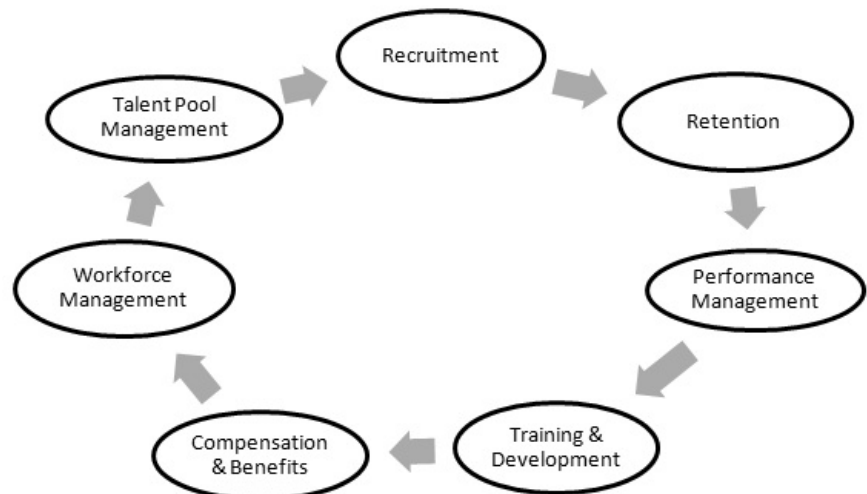 Recruitment
Retention
Performance
Management
Training &
Development
Compensation
& Benefits
Workforce
Management
Talent Pool
Management